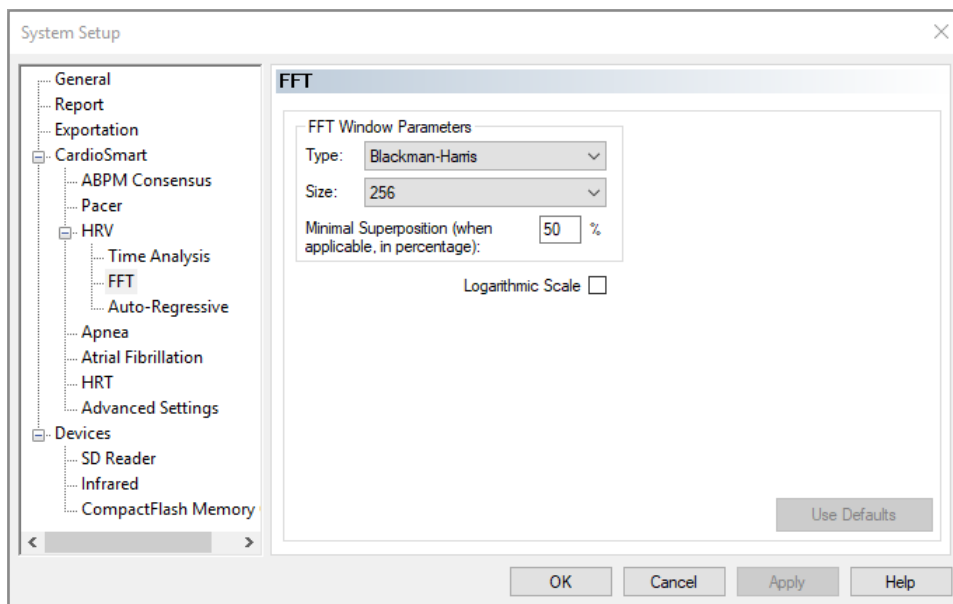 System Setup
General
Report
Exportation
CardioSmart
ABPM Consensus
Pacer
HRV
Time Analysis
FFT
Auto-Regressive
Apnea
Atrial Fibrillation
HRT
Advanced Settings
Devices
SD Reader
Infrared
CompactFlash Memory
FFT
FFT Window Parameters
Type: Blackman-Harris
Size: 256
Minimal Superposition (when
applicable, in percentage): 50 %
Logarithmic Scale
Use Defaults
OK Cancel Apply Help